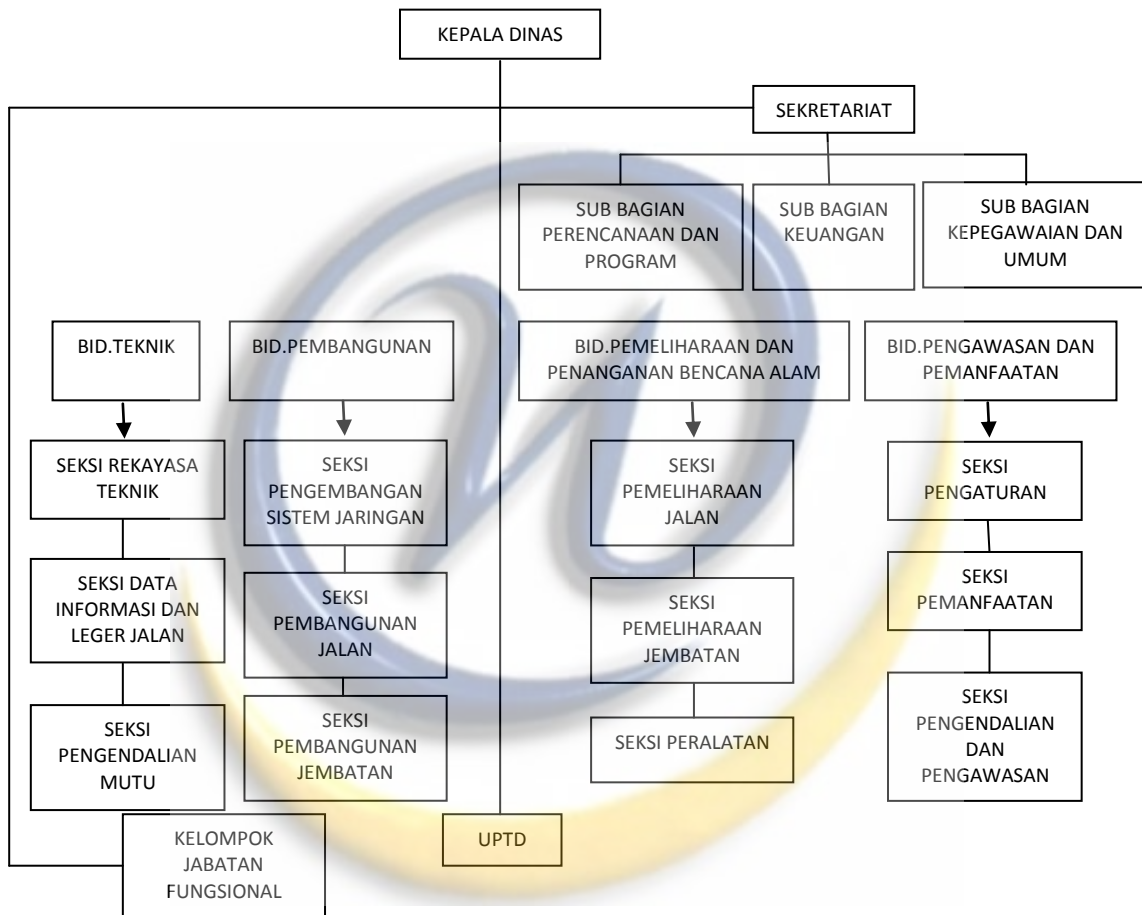 KEPALA DINAS
SEKRETARIAT
SUB BAGIAN
PERENCANAAN DAN
PROGRAM
SUB BAGIAN
KEUANGAN
SUB BAGIAN
KEPEGAWAIAN DAN
UMUM
BID.TEKNIK
BID.PEMBANGUNAN
BID.PEMELIHARAAN DAN
PENANGANAN BENCANA ALAM
BID.PENGAWASAN DAN
PEMANFAATAN
SEKSI REKAYASA
TEKNIK
SEKSI
PENGEMBANGAN
SISTEM JARINGAN
SEKSI
PEMELIHARAAN
JALAN
SEKSI
PENGATURAN
SEKSI DATA
INFORMASI DAN
LEGER JALAN
SEKSI
PEMBANGUNAN
JALAN
SEKSI
PEMELIHARAAN
JEMBATAN
SEKSI
PEMANFAATAN
SEKSI
PENGENDALIAN
MUTU
SEKSI
PEMBANGUNAN
JEMBATAN
SEKSI PERALATAN
SEKSI
PENGENDALIAN
DAN
PENGAWASAN
KELOMPOK
JABATAN
FUNGSIONAL
UPTD